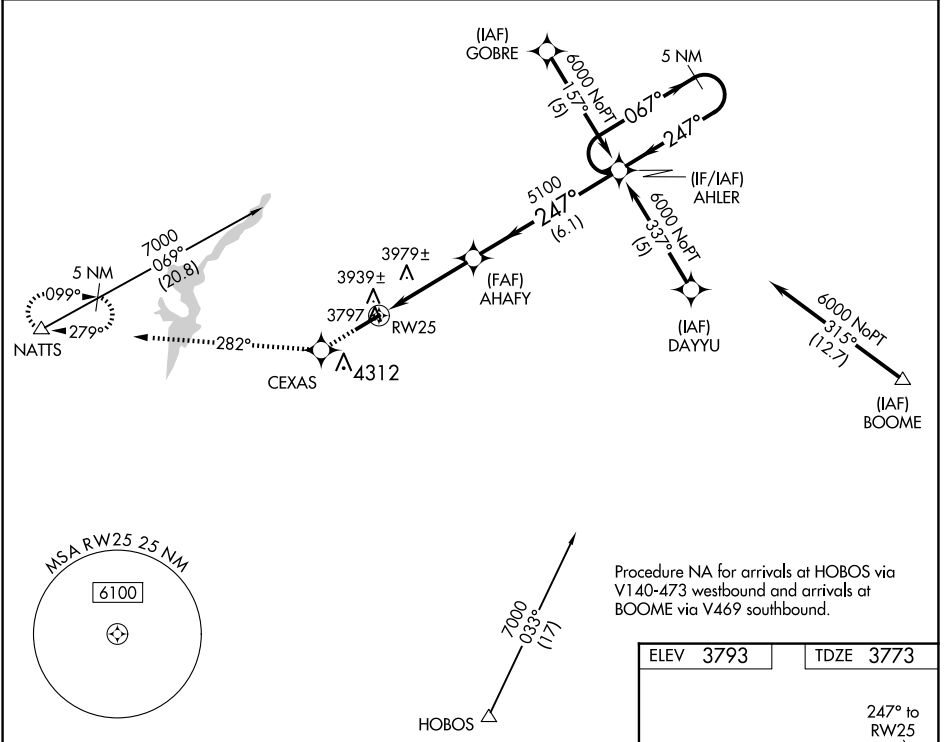 (IAF)
GOBRE
6000 NoPT
157°
(5)
5 NM
067°
247°
(IF/IAF)
AHLER
5100
247°
(6.1)
6000 NoPT
337°
(5)
(IAF)
DAYYU
(FAF)
AHAFY
3979±
3939±
3797
RW25
7000
069°
(20.8)
5 NM
099°
279°
NATTS
282°
CEXAS
4312
6000 NoPT
315°
(12.7)
(IAF)
BOOME
MSA RW25 25 NM
6100
7000
033°
(17)
HOBOS
Procedure NA for arrivals at HOBOS via
V140-473 westbound and arrivals at
BOOME via V469 southbound.
ELEV 3793
TDZE 3773
247° to
RW25